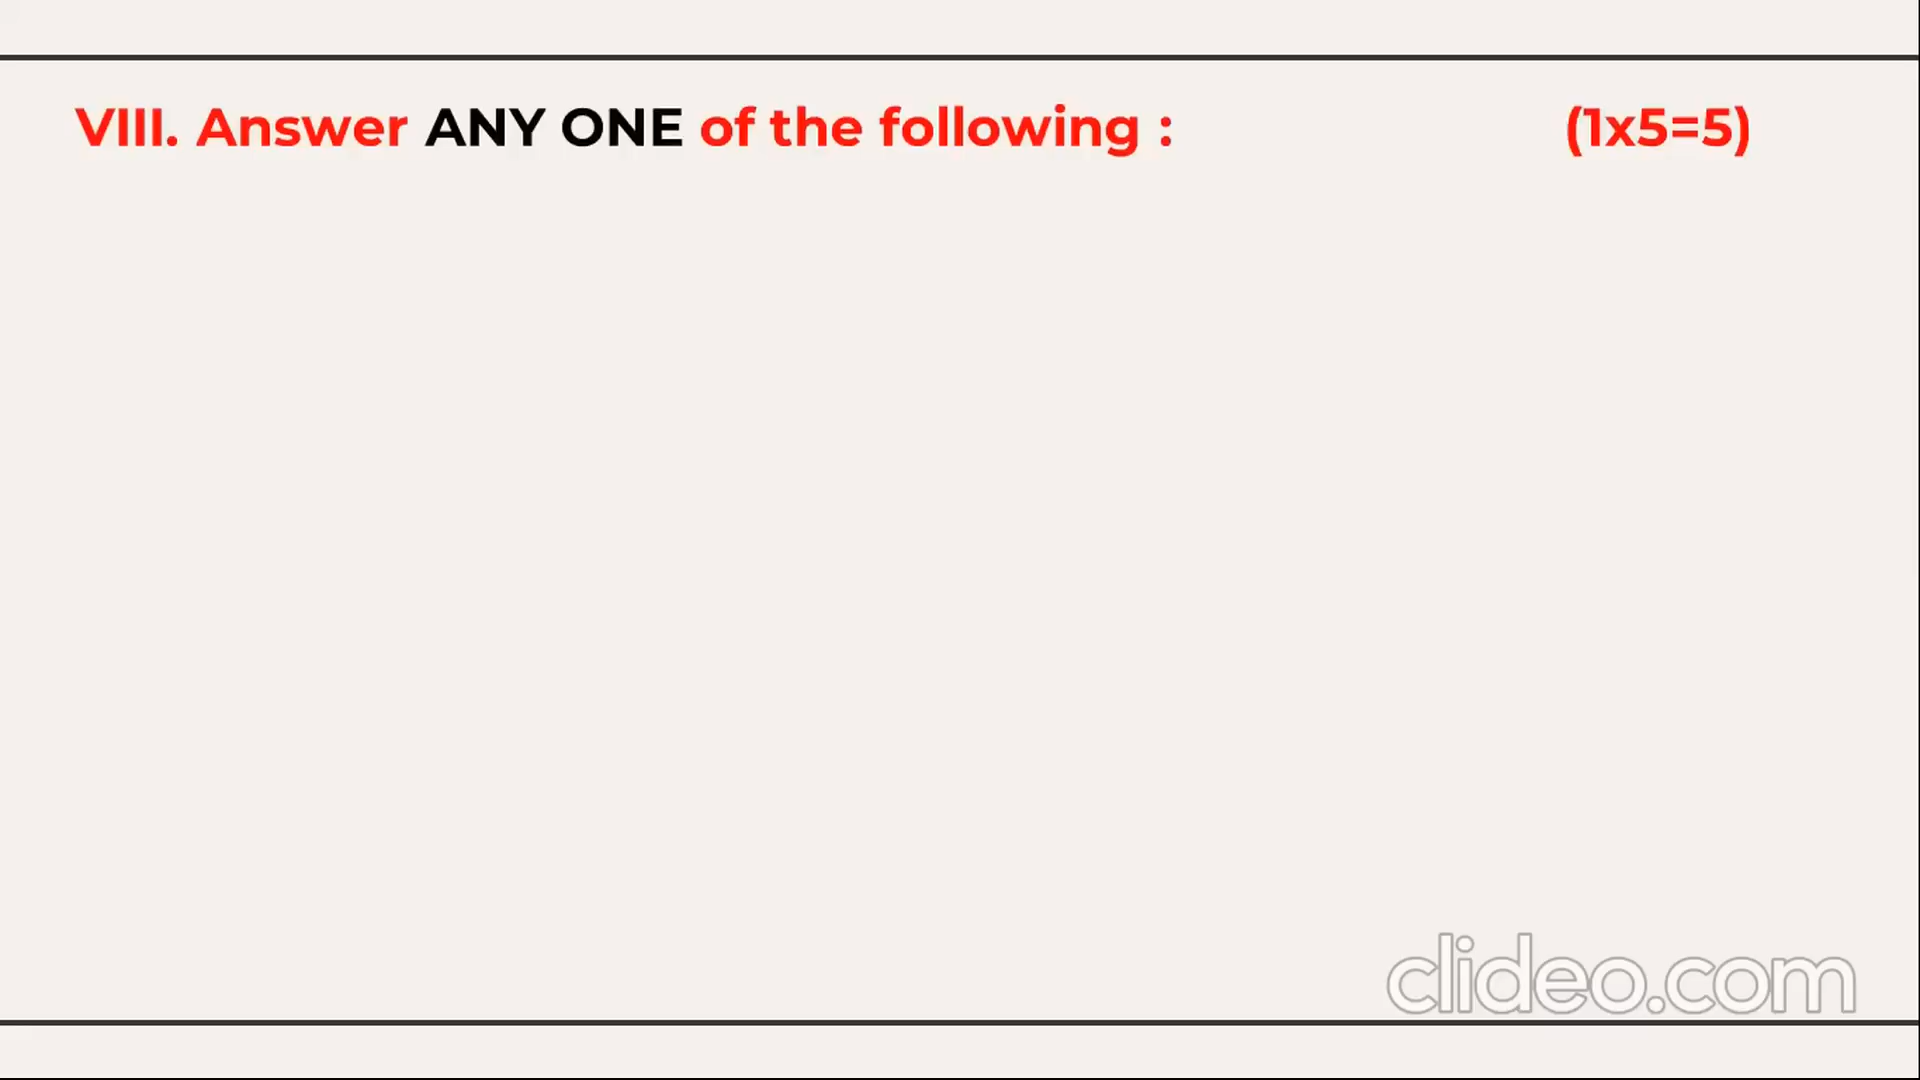 VIII. Answer ANY ONE of the following : (1x5=5)
clideo.com